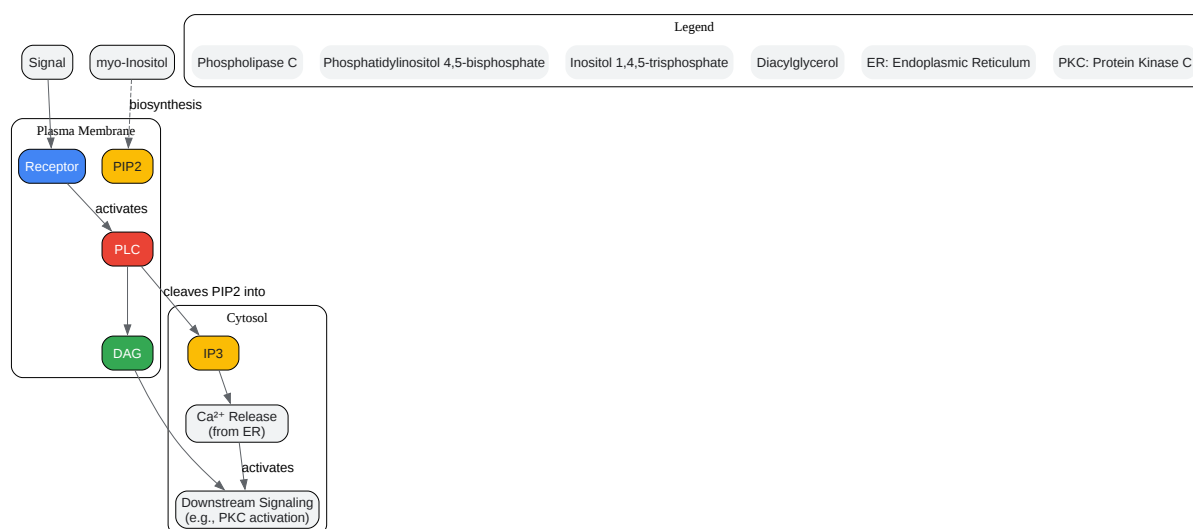 Legend
Signal
myo-Inositol
Phospholipase C
Phosphatidylinositol 4,5-bisphosphate
Inositol 1,4,5-trisphosphate
Diacylglycerol
ER: Endoplasmic Reticulum
PKC: Protein Kinase C
biosynthesis
Plasma Membrane
Receptor
PIP2
activates
PLC
cleaves PIP2 into
Cytosol
DAG
IP3
Ca²⁺ Release
(from ER)
activates
Downstream Signaling
(e.g., PKC activation)